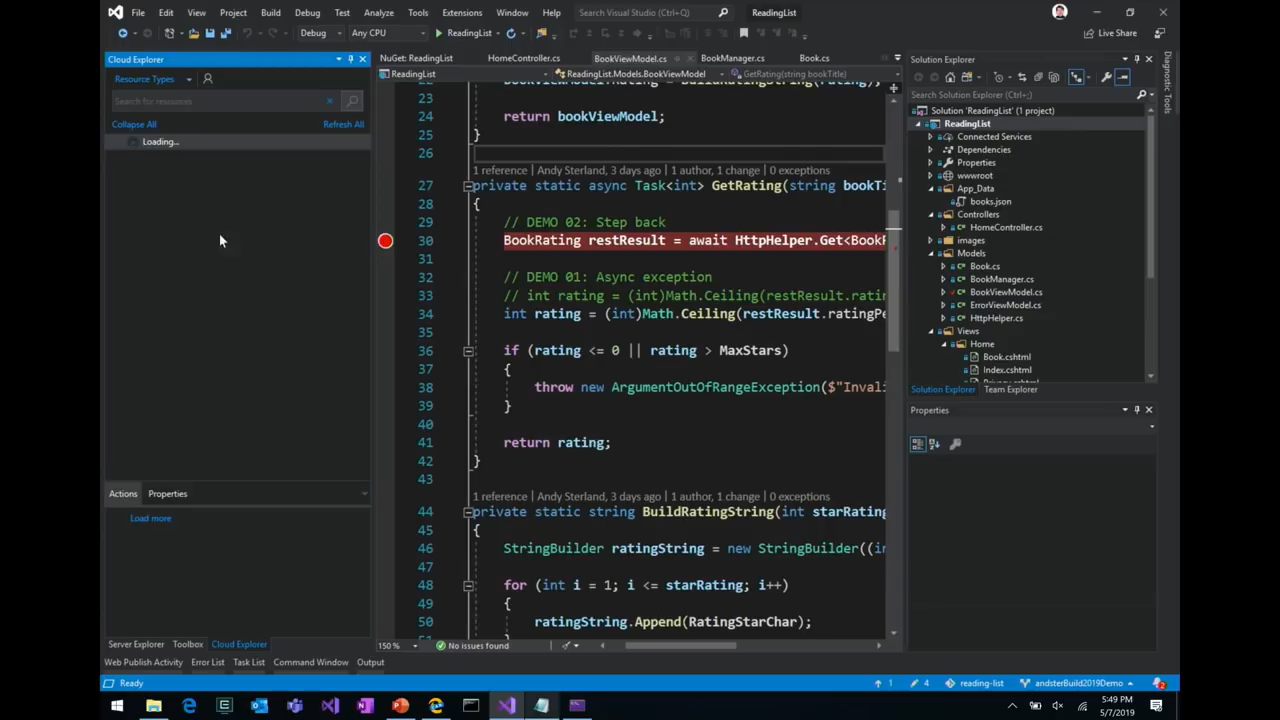 File Edit View Project Build Debug Test Analyze Tools Extensions Window Help Search Visual Studio (Ctrl+Q) ReadingList
Debug Any CPU ReadingList Live Share
Cloud Explorer
Resource Types
Search for resources
Collapse All Refresh All
Loading...
Actions Properties
Load more
Server Explorer Toolbox Cloud Explorer
NuGet: ReadingList HomeController.cs BookViewModel.cs BookManager.cs Book.cs
ReadingList ReadingList.Models.BookViewModel GetRating(string bookTitle)
23
24 return bookViewModel;
25 }
26
1 reference | Andy Sterland, 3 days ago | 1 author, 1 change | 0 exceptions
27 private static async Task<int> GetRating(string bookTi
28 {
29 // DEMO 02: Step back
30 BookRating restResult = await HttpHelper.Get<BookR
31
32 // DEMO 01: Async exception
33 // int rating = (int)Math.Ceiling(restResult.ratin
34 int rating = (int)Math.Ceiling(restResult.ratingPe
35
36 if (rating <= 0 || rating > MaxStars)
37 {
38 throw new ArgumentOutOfRangeException($"Invali
39 }
40
41 return rating;
42 }
43
1 reference | Andy Sterland, 3 days ago | 1 author, 1 change | 0 exceptions
44 private static string BuildRatingString(int starRating
45 {
46 StringBuilder ratingString = new StringBuilder((in
47
48 for (int i = 1; i <= starRating; i++)
49 {
50 ratingString.Append(RatingStarChar);
150 % No issues found
Solution Explorer
Search Solution Explorer (Ctrl+;)
Solution 'ReadingList' (1 project)
ReadingList
Connected Services
Dependencies
Properties
wwwroot
App_Data
books.json
Controllers
HomeController.cs
images
Models
Book.cs
BookManager.cs
BookViewModel.cs
ErrorViewModel.cs
HttpHelper.cs
Views
Home
Book.cshtml
Index.cshtml
Solution Explorer Team Explorer
Properties
Diagnostic Tools
Web Publish Activity Error List Task List Command Window Output
Ready 1 4 reading-list andsterBuild2019Demo 2
5:49 PM
5/7/2019